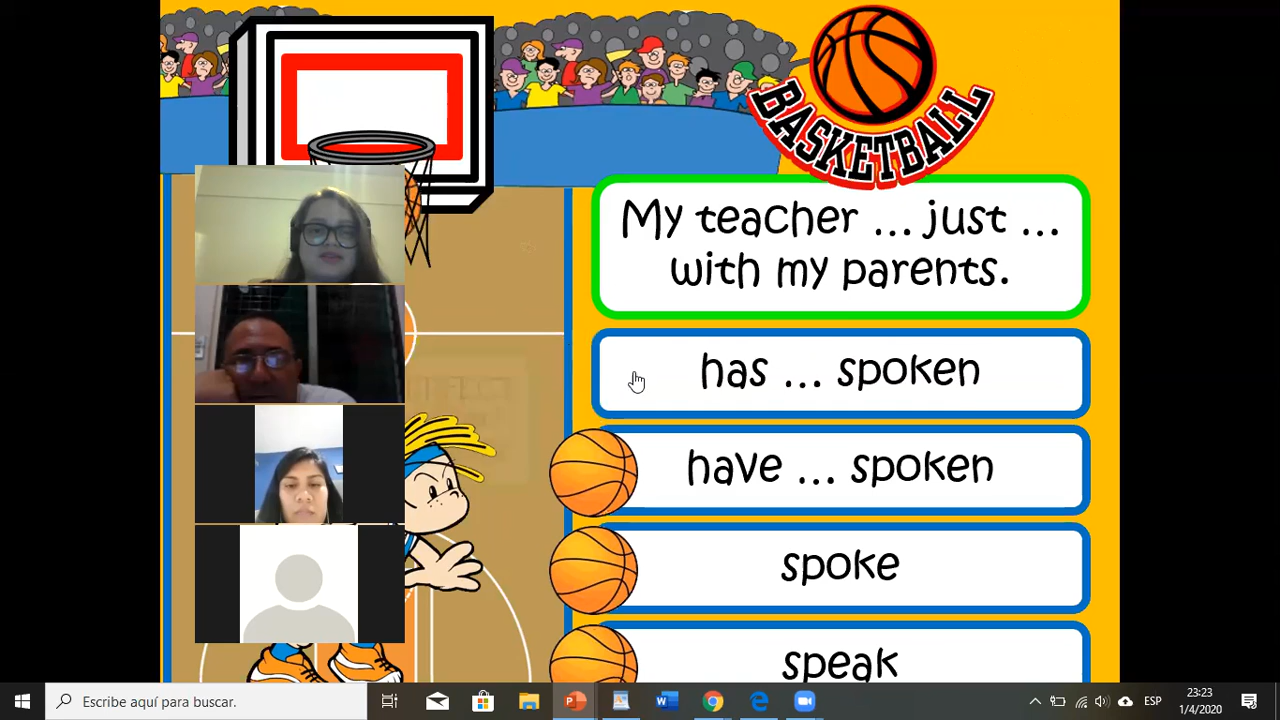 BASKETBALL
My teacher ... just ...
with my parents.
has ... spoken
have ... spoken
spoke
speak
Escribe aquí para buscar.
ESP
23:23
1/4/2020